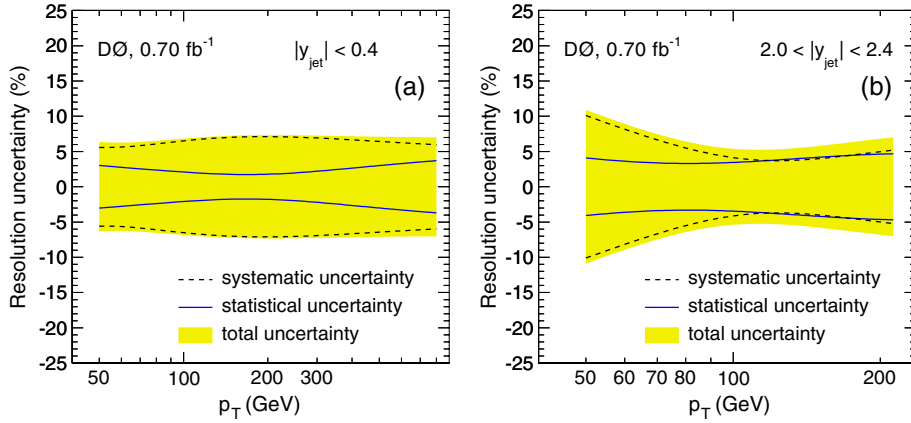 Resolution uncertainty (%)
25
20
15
10
5
0
-5
-10
-15
-20
-25
DØ, 0.70 fb⁻¹
|y_jet| < 0.4
(a)
systematic uncertainty
statistical uncertainty
total uncertainty
50 100 200 300
p_T (GeV)
Resolution uncertainty (%)
25
20
15
10
5
0
-5
-10
-15
-20
-25
DØ, 0.70 fb⁻¹
2.0 < |y_jet| < 2.4
(b)
systematic uncertainty
statistical uncertainty
total uncertainty
50 60 70 80 100 200
p_T (GeV)